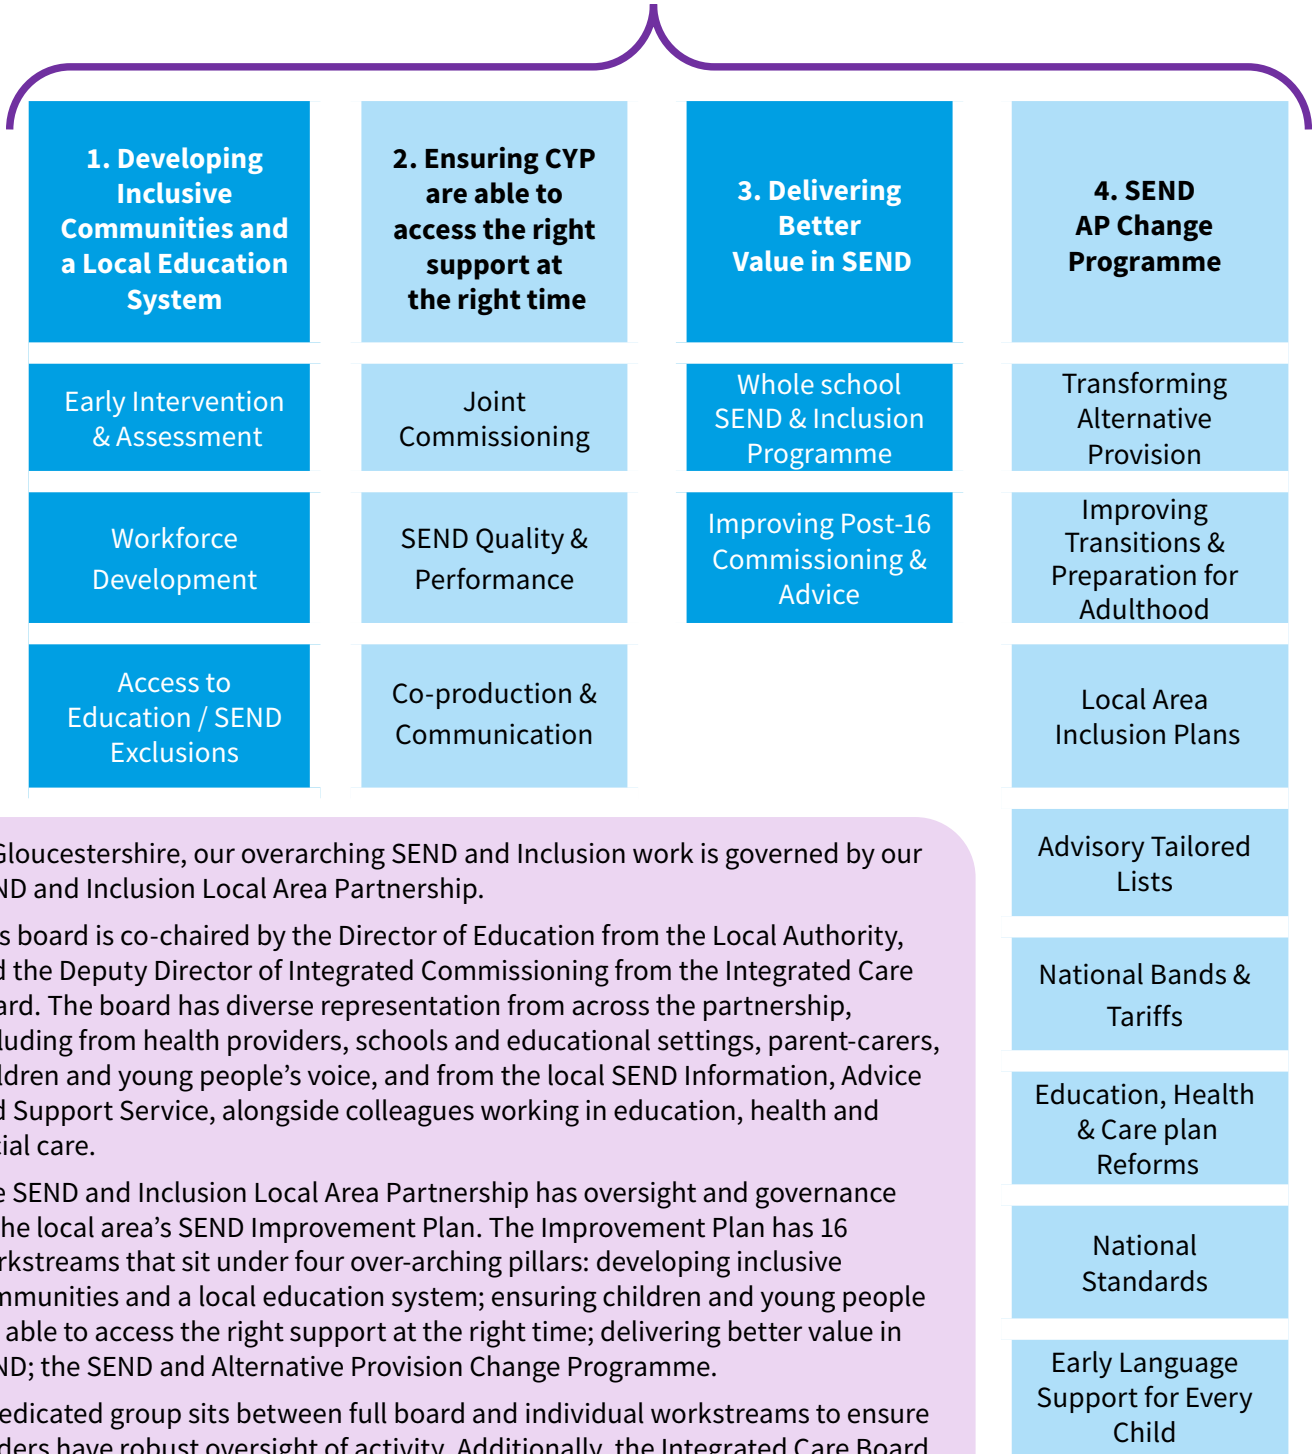 1. Developing
Inclusive
Communities and
a Local Education
System
Early Intervention
& Assessment
Workforce
Development
Access to
Education / SEND
Exclusions
2. Ensuring CYP
are able to
access the right
support at
the right time
Joint
Commissioning
SEND Quality &
Performance
Co-production &
Communication
3. Delivering
Better
Value in SEND
Whole school
SEND & Inclusion
Programme
Improving Post-16
Commissioning &
Advice
4. SEND
AP Change
Programme
Transforming
Alternative
Provision
Improving
Transitions &
Preparation for
Adulthood
Local Area
Inclusion Plans
Advisory Tailored
Lists
National Bands &
Tariffs
Education, Health
& Care plan
Reforms
National
Standards
Early Language
Support for Every
Child
Gloucestershire, our overarching SEND and Inclusion work is governed by our
and Inclusion Local Area Partnership.
board is co-chaired by the Director of Education from the Local Authority,
the Deputy Director of Integrated Commissioning from the Integrated Care
The board has diverse representation from across the partnership,
from health providers, schools and educational settings, parent-carers,
and young people's voice, and from the local SEND Information, Advice
Support Service, alongside colleagues working in education, health and
care.
SEND and Inclusion Local Area Partnership has oversight and governance
the local area's SEND Improvement Plan. The Improvement Plan has 16
that sit under four over-arching pillars: developing inclusive
and a local education system; ensuring children and young people
able to access the right support at the right time; delivering better value in
the SEND and Alternative Provision Change Programme.
group sits between full board and individual workstreams to ensure
have robust oversight of activity. Additionally, the Integrated Care Board